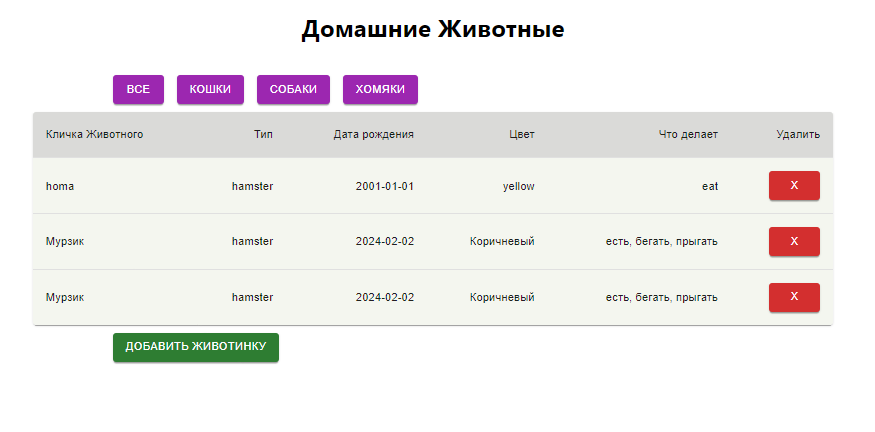 Домашние Животные
ВСЕ КОШКИ СОБАКИ ХОМЯКИ
Кличка Животного Тип Дата рождения Цвет Что делает Удалить
homa hamster 2001-01-01 yellow eat X
Мурзик hamster 2024-02-02 Коричневый есть, бегать, прыгать X
Мурзик hamster 2024-02-02 Коричневый есть, бегать, прыгать X
ДОБАВИТЬ ЖИВОТИНКУ